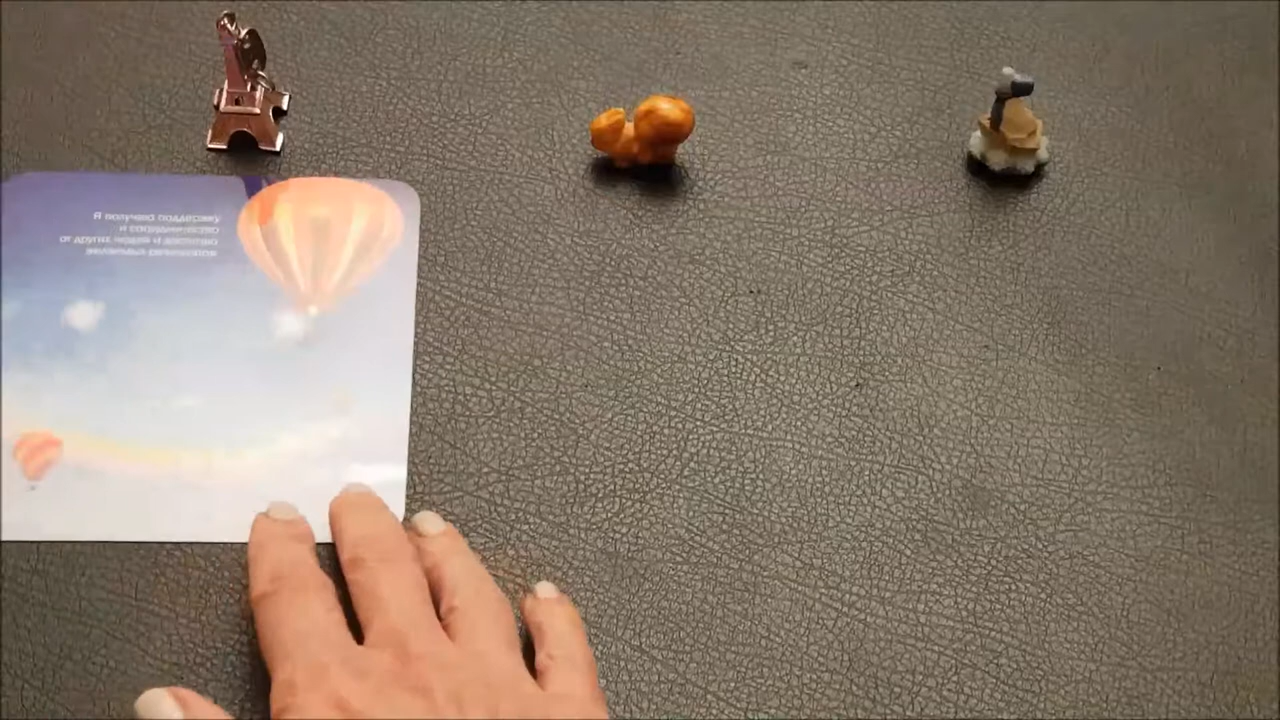 Я получаю поддержку
и сотрудничество
от других людей и достигаю
желаемых результатов